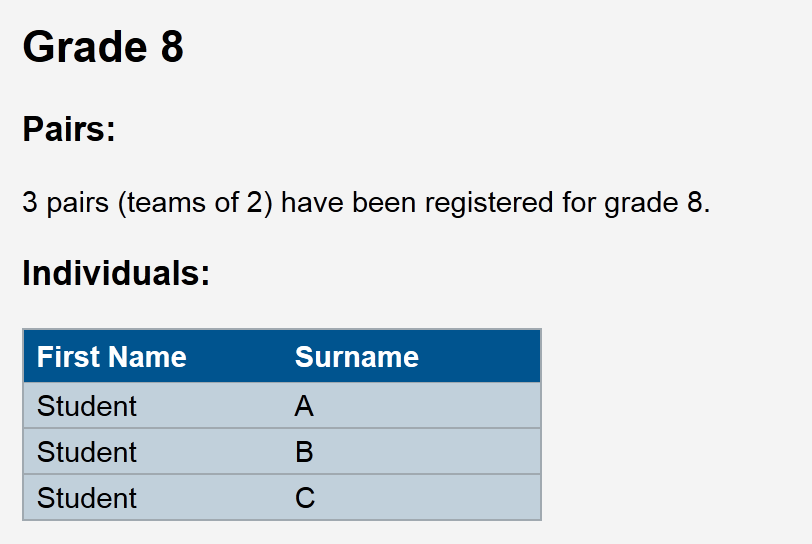 Grade 8
Pairs:
3 pairs (teams of 2) have been registered for grade 8.
Individuals:
First Name Surname
Student A
Student B
Student C